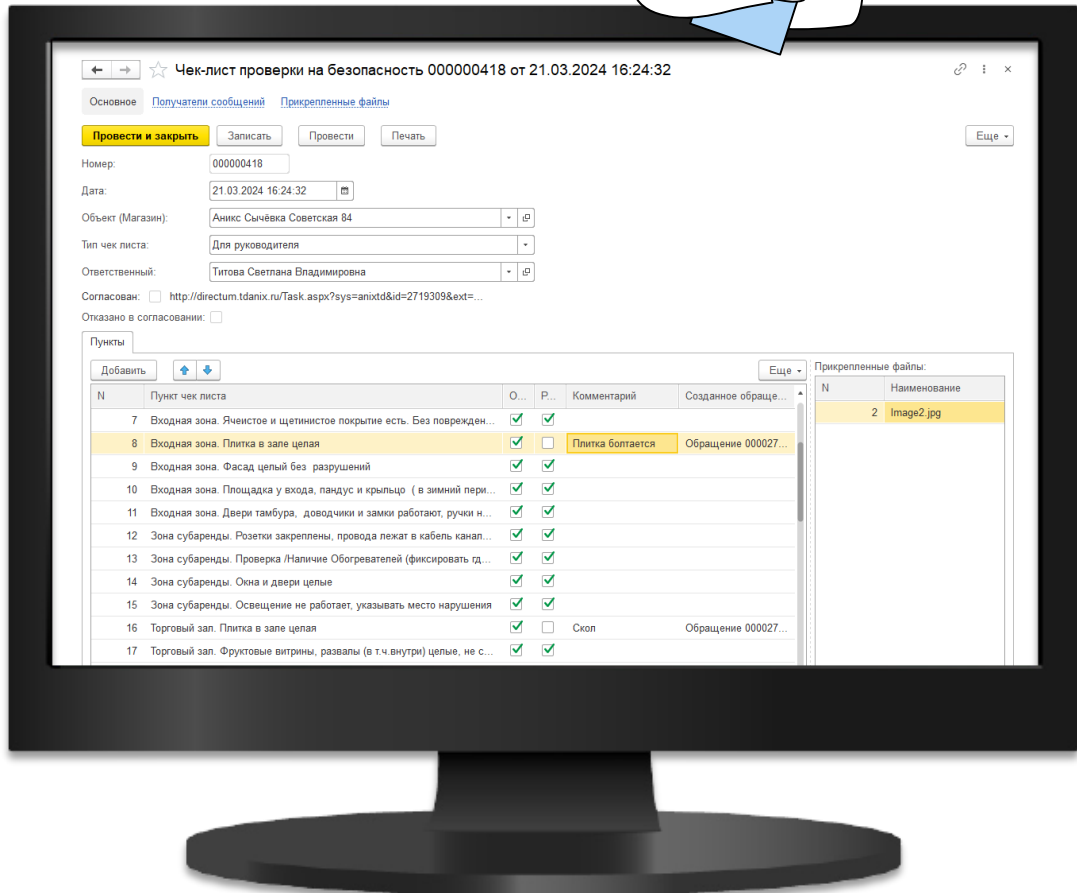 Чек-лист проверки на безопасность 000000418 от 21.03.2024 16:24:32
Основное Получатели сообщений Прикрепленные файлы
Провести и закрыть Записать Провести Печать Еще
Номер: 000000418
Дата: 21.03.2024 16:24:32
Объект (Магазин): Аникс Сычёвка Советская 84
Тип чек листа: Для руководителя
Ответственный: Титова Светлана Владимировна
Согласован: http://directum.tdanix.ru/Task.aspx?sys=anixtd&id=2719309&ext=...
Отказано в согласовании:
Пункты
Добавить Еще Прикрепленные файлы:
N Пункт чек листа О... Р... Комментарий Созданное обраще... N Наименование
7 Входная зона. Ячеистое и щетинистое покрытие есть. Без поврежден...
2 Image2.jpg
8 Входная зона. Плитка в зале целая Плитка болтается Обращение 000027...
9 Входная зона. Фасад целый без разрушений
10 Входная зона. Площадка у входа, пандус и крыльцо ( в зимний пери...
11 Входная зона. Двери тамбура, доводчики и замки работают, ручки н...
12 Зона субаренды. Розетки закреплены, провода лежат в кабель канал...
13 Зона субаренды. Проверка /Наличие Обогревателей (фиксировать гд...
14 Зона субаренды. Окна и двери целые
15 Зона субаренды. Освещение не работает, указывать место нарушения
16 Торговый зал. Плитка в зале целая Скол Обращение 000027...
17 Торговый зал. Фруктовые витрины, развалы (в т.ч.внутри) целые, не с...